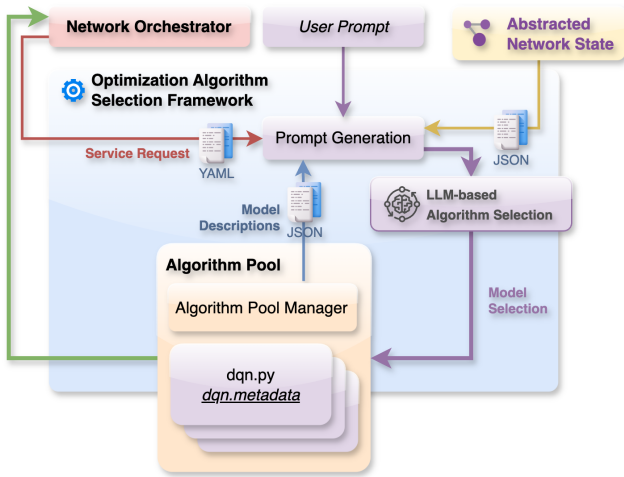 Network Orchestrator
User Prompt
Abstracted
Network State
Optimization Algorithm
Selection Framework
Prompt Generation
Service Request
YAML
JSON
Model
Descriptions
JSON
LLM-based
Algorithm Selection
Algorithm Pool
Algorithm Pool Manager
Model
Selection
dqn.py
dqn.metadata